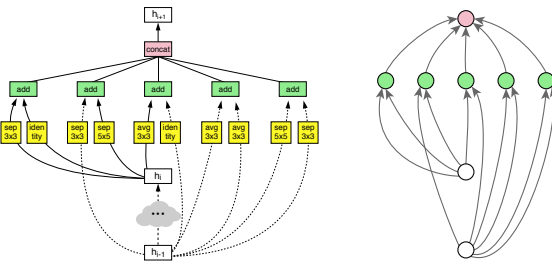 hi+1
concat
add add add add add
sep 3x3 iden tity sep 3x3 sep 5x5 avg 3x3 iden tity avg 3x3 avg 3x3 sep 5x5 sep 3x3
hi
...
hi-1